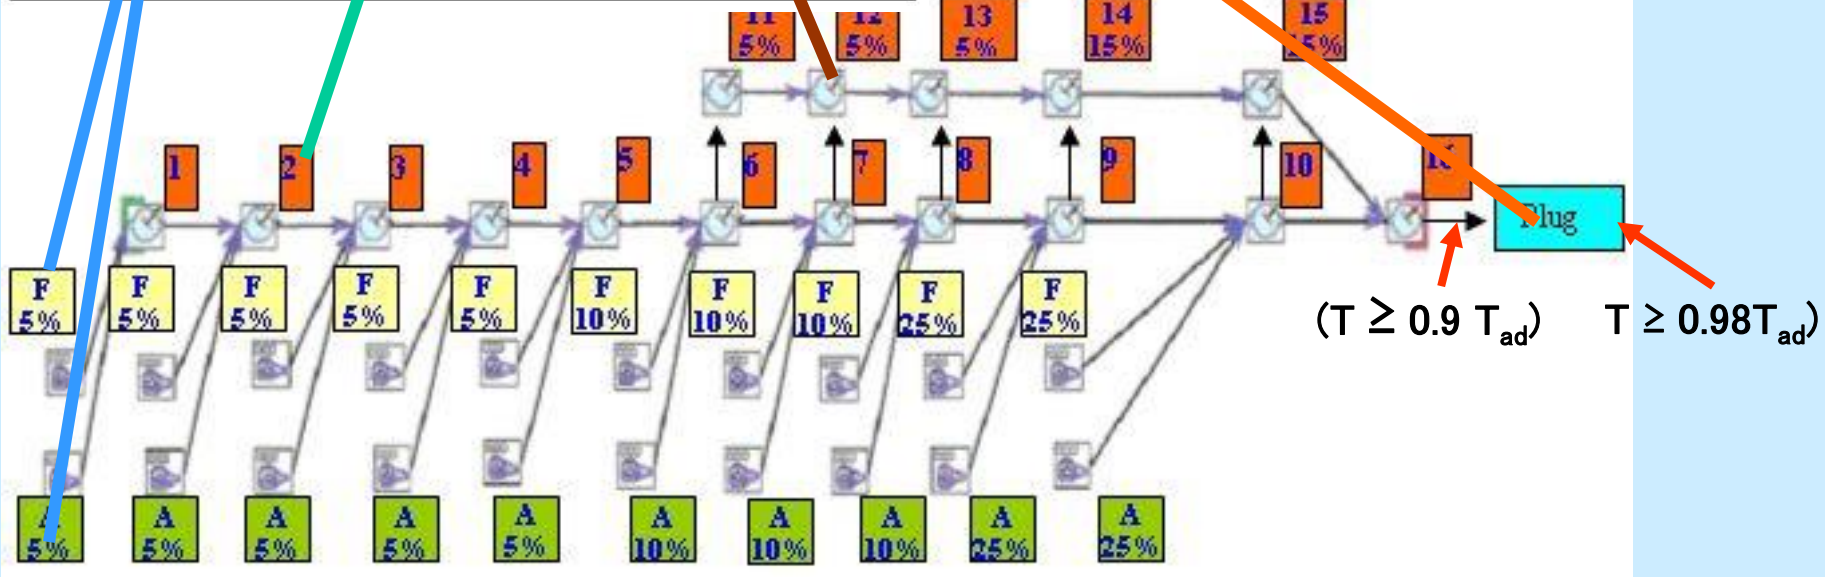 11 12 13 14 15
5% 5% 5% 15% 15%
1 2 3 4 5 6 7 8 9 10 16
Plug
F F F F F F F F F F
5% 5% 5% 5% 5% 10% 10% 10% 25% 25%
(T ≥ 0.9 Tad) T ≥ 0.98Tad)
A A A A A A A A A A
5% 5% 5% 5% 5% 10% 10% 10% 25% 25%